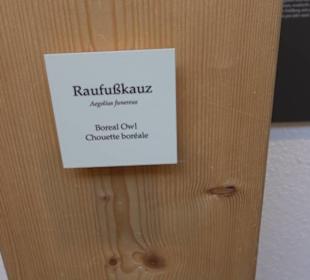 Raufußkauz
Aegolius funereus
Boreal Owl
Chouette boréale